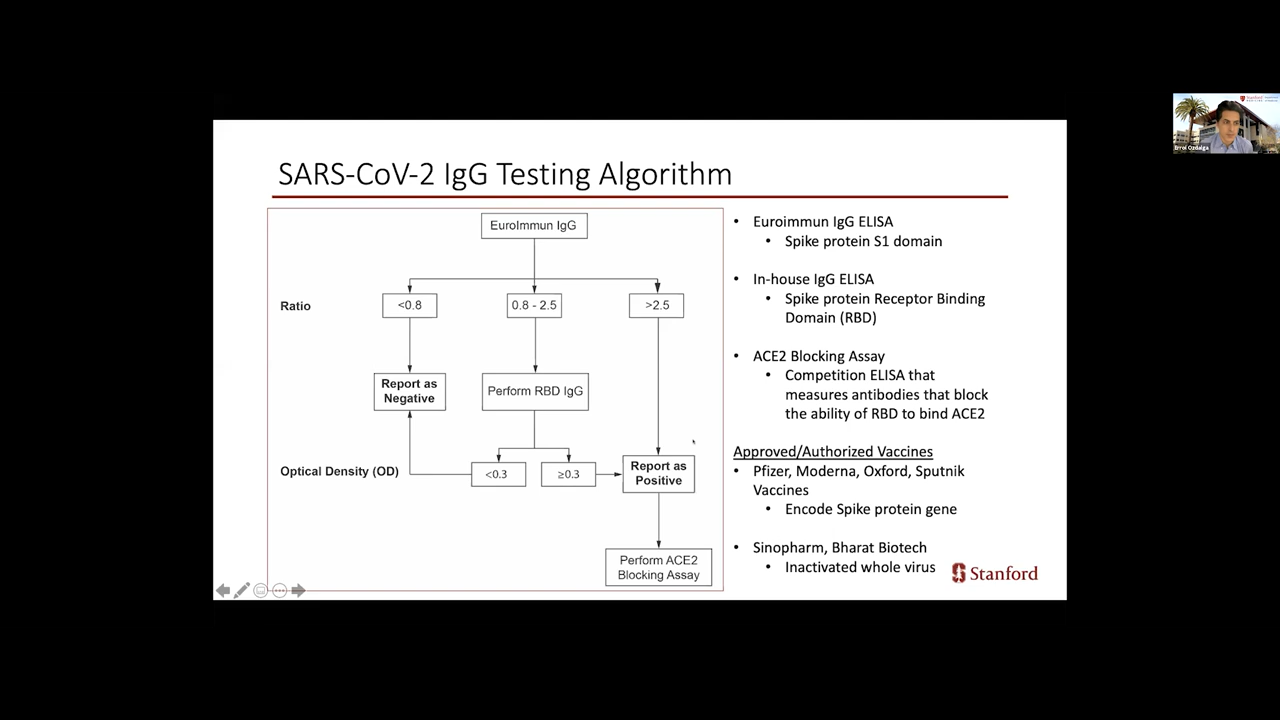 SARS-CoV-2 IgG Testing Algorithm
EuroImmun IgG
Ratio
<0.8
0.8 - 2.5
>2.5
Report as
Negative
Perform RBD IgG
Optical Density (OD)
<0.3
≥0.3
Report as
Positive
Perform ACE2
Blocking Assay
• Euroimmun IgG ELISA
• Spike protein S1 domain
• In-house IgG ELISA
• Spike protein Receptor Binding
Domain (RBD)
• ACE2 Blocking Assay
• Competition ELISA that
measures antibodies that block
the ability of RBD to bind ACE2
Approved/Authorized Vaccines
• Pfizer, Moderna, Oxford, Sputnik
Vaccines
• Encode Spike protein gene
• Sinopharm, Bharat Biotech
• Inactivated whole virus
Stanford
Stanford
Errol Ozdalga